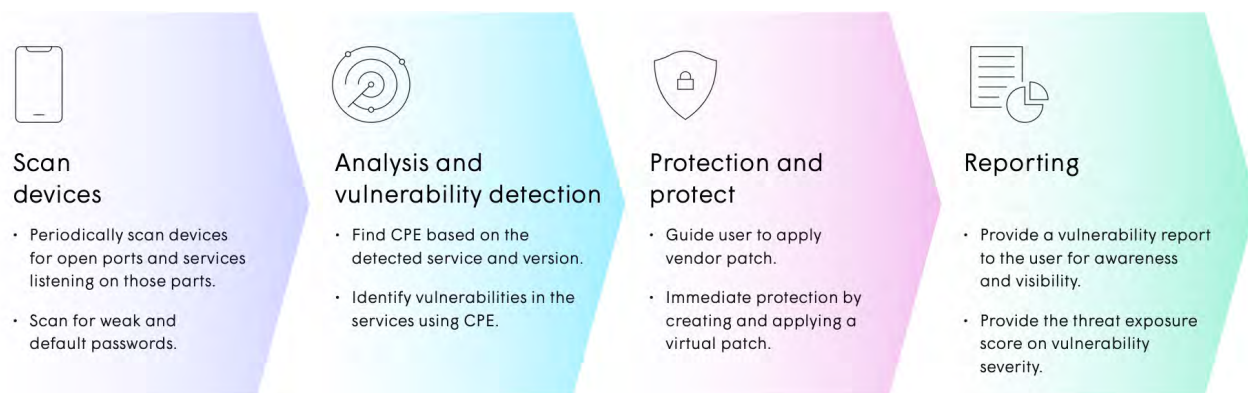 Scan
devices
• Periodically scan devices
for open ports and services
listening on those parts.
• Scan for weak and
default passwords.
Analysis and
vulnerability detection
• Find CPE based on the
detected service and version.
• Identify vulnerabilities in the
services using CPE.
Protection and
protect
• Guide user to apply
vendor patch.
• Immediate protection by
creating and applying a
virtual patch.
Reporting
• Provide a vulnerability report
to the user for awareness
and visibility.
• Provide the threat exposure
score on vulnerability
severity.